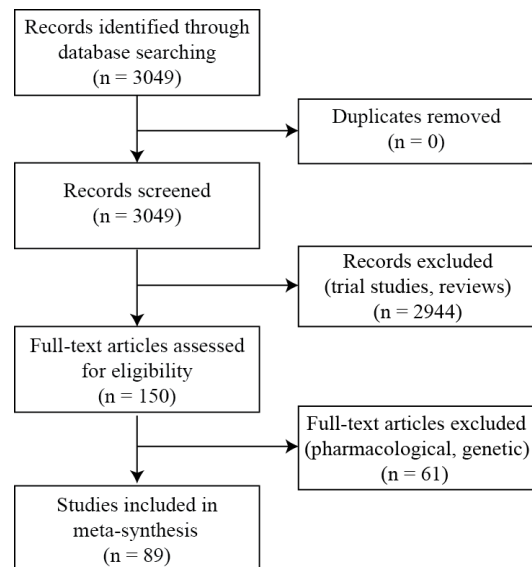 Records identified through
database searching
(n = 3049)
Duplicates removed
(n = 0)
Records screened
(n = 3049)
Records excluded
(trial studies, reviews)
(n = 2944)
Full-text articles assessed
for eligibility
(n = 150)
Full-text articles excluded
(pharmacological, genetic)
(n = 61)
Studies included in
meta-synthesis
(n = 89)